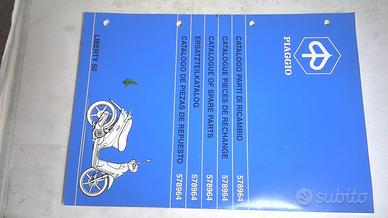 PIAGGIO
CATALOGO PARTI DI RICAMBIO 578964
CATALOGUE PIECES DE RECHANGE 578964
CATALOGUE OF SPARE PARTS 578964
ERSATZTEILKATALOG 578964
CATALOGO DE PIEZAS DE REPUESTO 578964
LIBERTY 50
subito